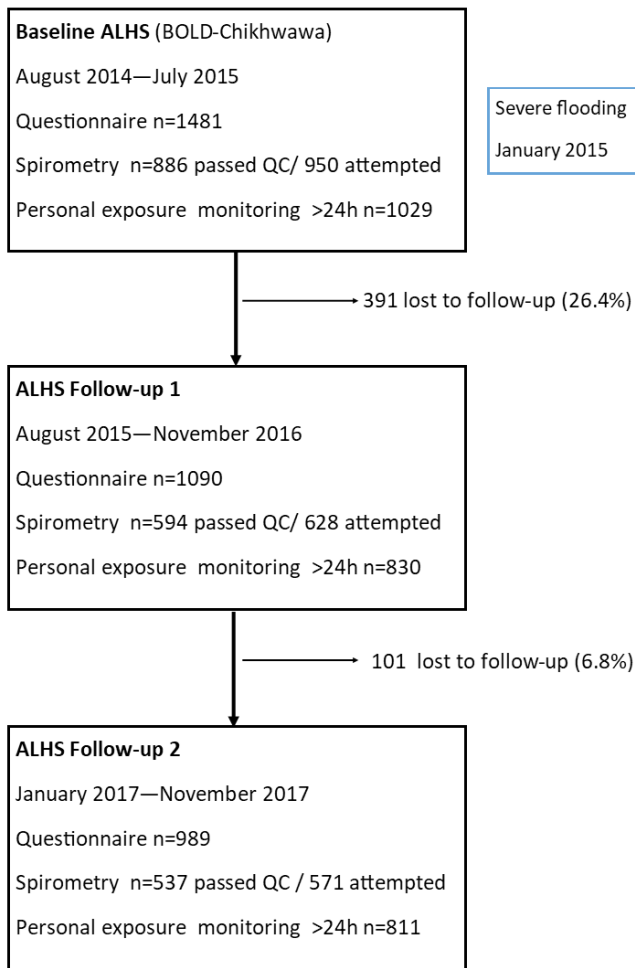 Baseline ALHS (BOLD-Chikhwawa)
August 2014—July 2015
Questionnaire n=1481
Spirometry n=886 passed QC/ 950 attempted
Personal exposure monitoring >24h n=1029
Severe flooding
January 2015
391 lost to follow-up (26.4%)
ALHS Follow-up 1
August 2015—November 2016
Questionnaire n=1090
Spirometry n=594 passed QC/ 628 attempted
Personal exposure monitoring >24h n=830
101 lost to follow-up (6.8%)
ALHS Follow-up 2
January 2017—November 2017
Questionnaire n=989
Spirometry n=537 passed QC / 571 attempted
Personal exposure monitoring >24h n=811